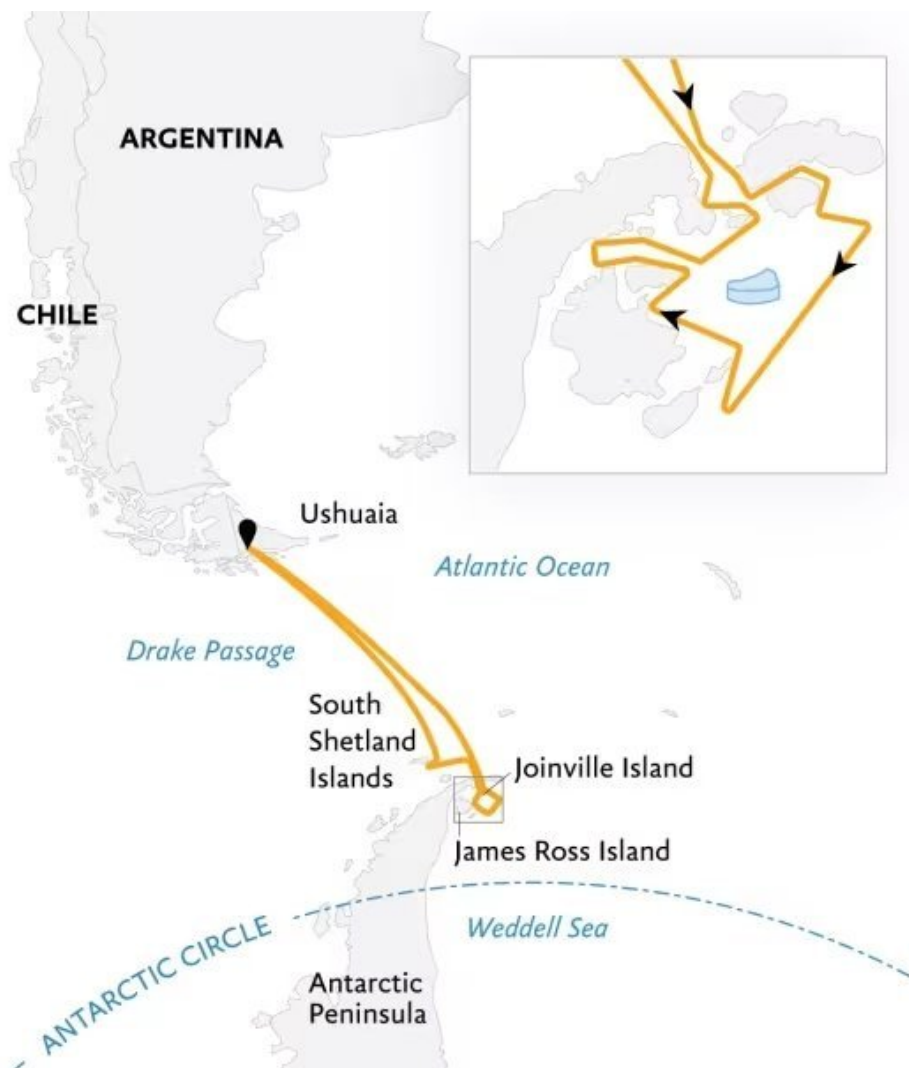 ARGENTINA
CHILE
Ushuaia
Atlantic Ocean
Drake Passage
South
Shetland
Islands
Joinville Island
James Ross Island
ANTARCTIC CIRCLE
Weddell Sea
Antarctic
Peninsula